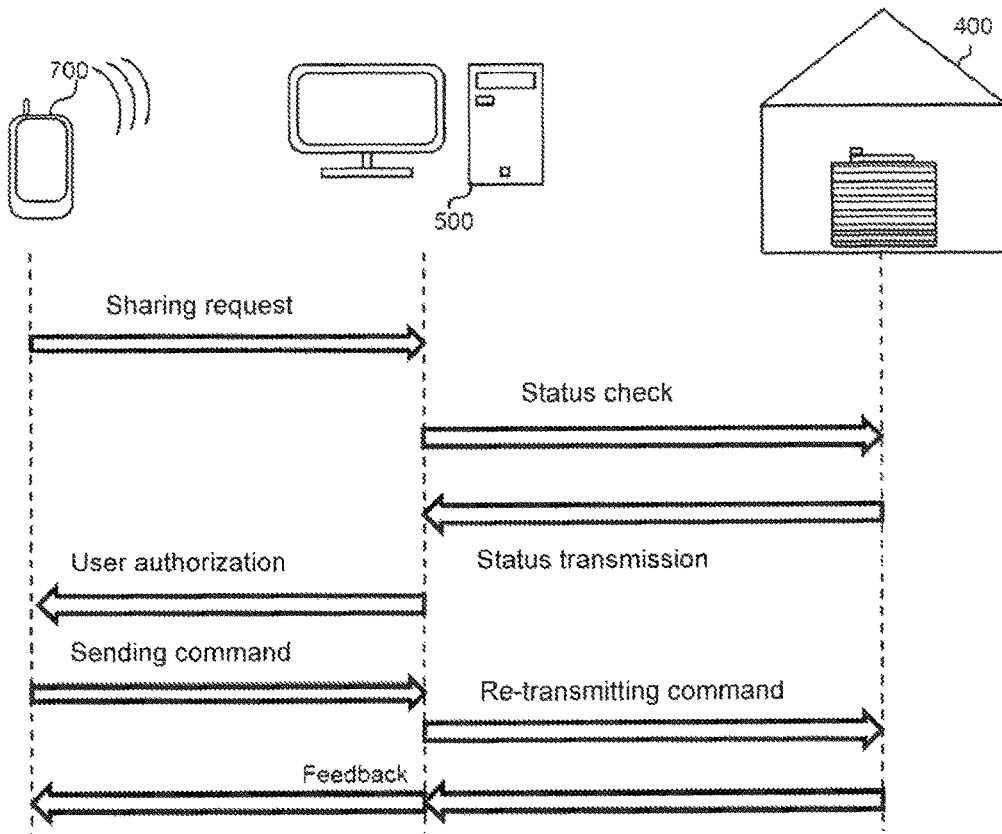 400
700
500
Sharing request
Status check
Status transmission
User authorization
Sending command
Re-transmitting command
Feedback